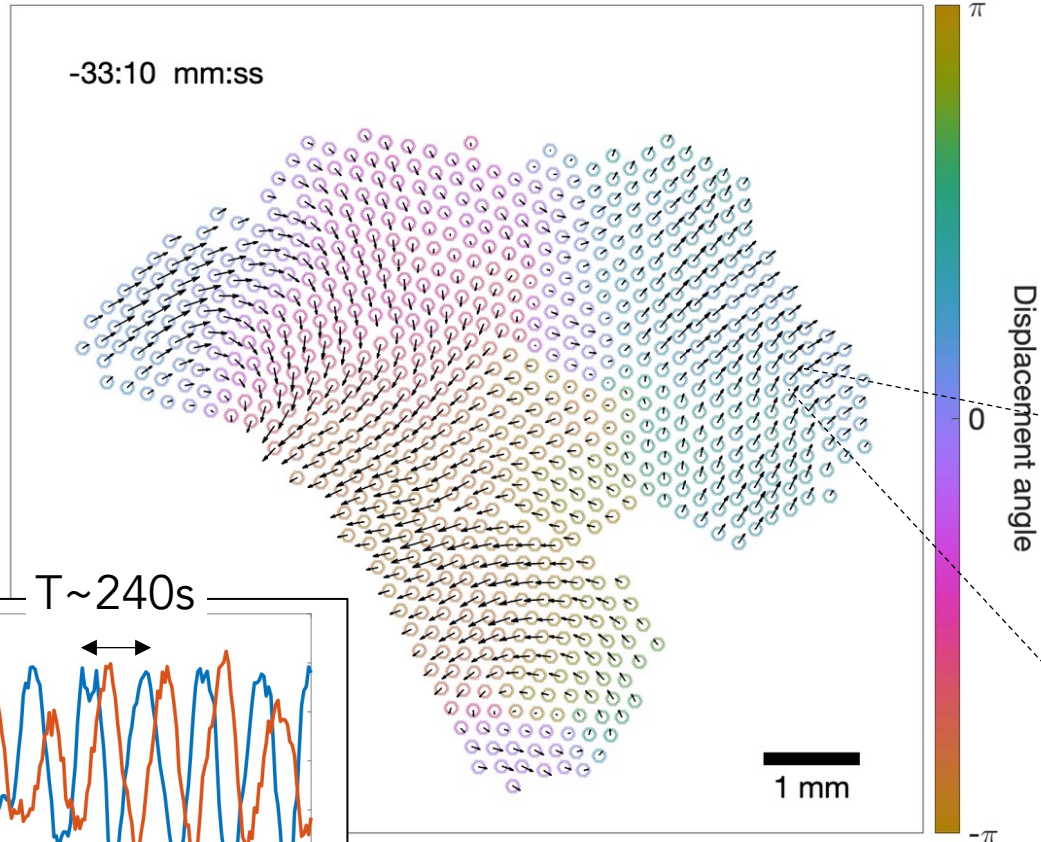 π
-33:10 mm:ss
0
Displacement angle
T~240s
1 mm
-π